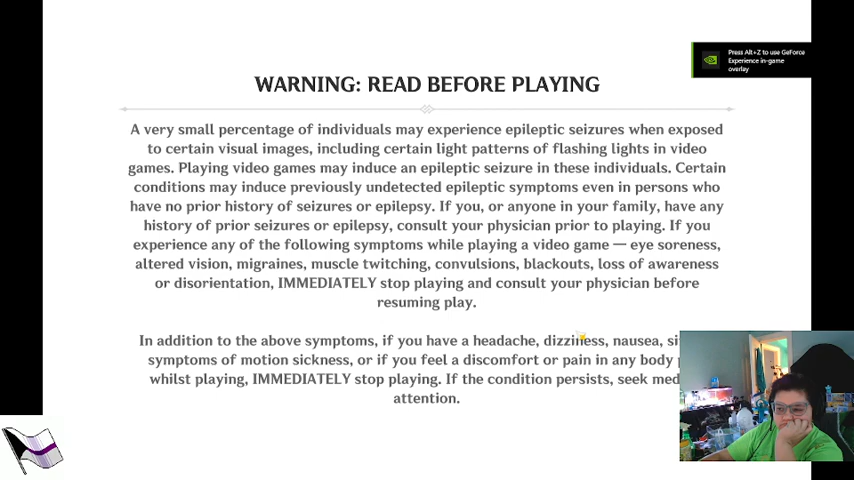 Press Alt+Z to use GeForce
Experience in-game
overlay
WARNING: READ BEFORE PLAYING
A very small percentage of individuals may experience epileptic seizures when exposed
to certain visual images, including certain light patterns of flashing lights in video
games. Playing video games may induce an epileptic seizure in these individuals. Certain
conditions may induce previously undetected epileptic symptoms even in persons who
have no prior history of seizures or epilepsy. If you, or anyone in your family, have any
history of prior seizures or epilepsy, consult your physician prior to playing. If you
experience any of the following symptoms while playing a video game — eye soreness,
altered vision, migraines, muscle twitching, convulsions, blackouts, loss of awareness
or disorientation, IMMEDIATELY stop playing and consult your physician before
resuming play.
In addition to the above symptoms, if you have a headache, dizziness, nausea,
symptoms of motion sickness, or if you feel a discomfort or pain in any body
whilst playing, IMMEDIATELY stop playing. If the condition persists, seek
attention.